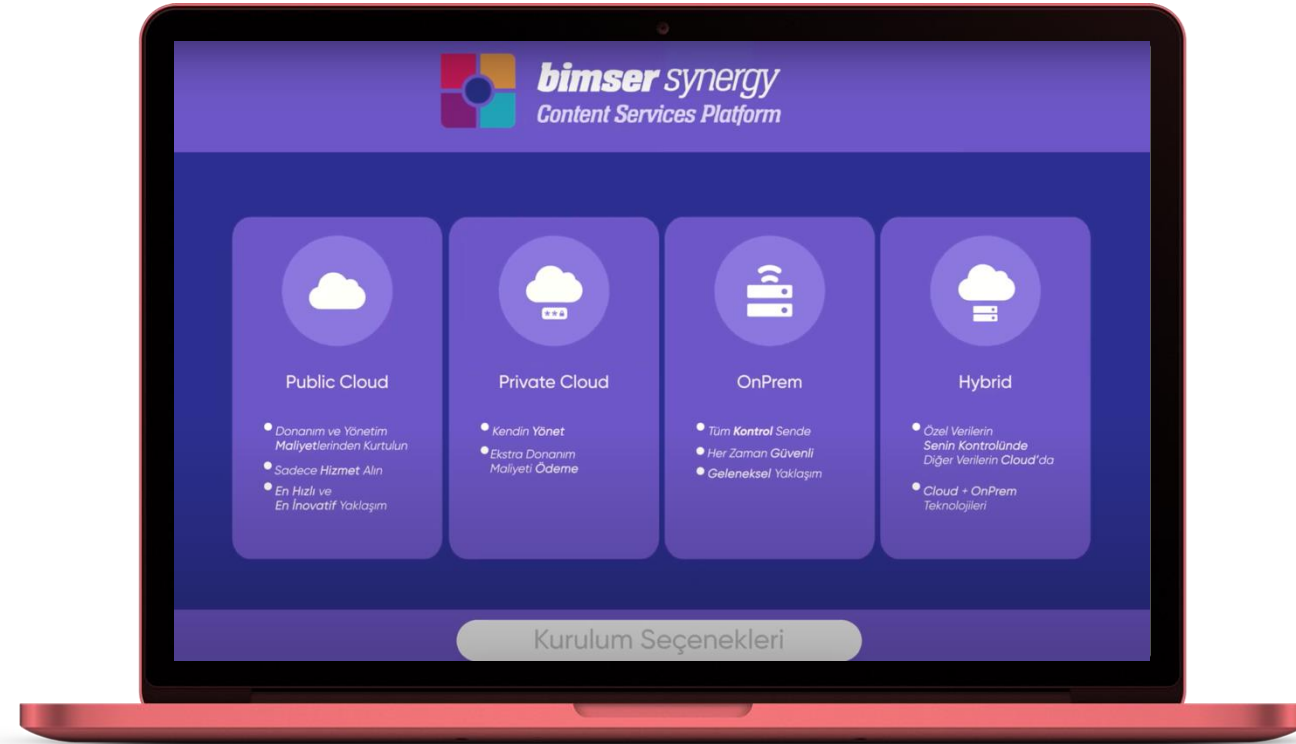 bimser synergy
Content Services Platform
Public Cloud
Donanım ve Yönetim
Maliyetlerinden Kurtulun
Sadece Hizmet Alın
En Hızlı ve
En İnovatif Yaklaşım
Private Cloud
Kendin Yönet
Ekstra Donanım
Maliyeti Ödeme
OnPrem
Tüm Kontrol Sende
Her Zaman Güvenli
Geleneksel Yaklaşım
Hybrid
Özel Verilerin
Senin Kontrolünde
Diğer Verilerin Cloud'da
Cloud + OnPrem
Teknolojileri
Kurulum Seçenekleri